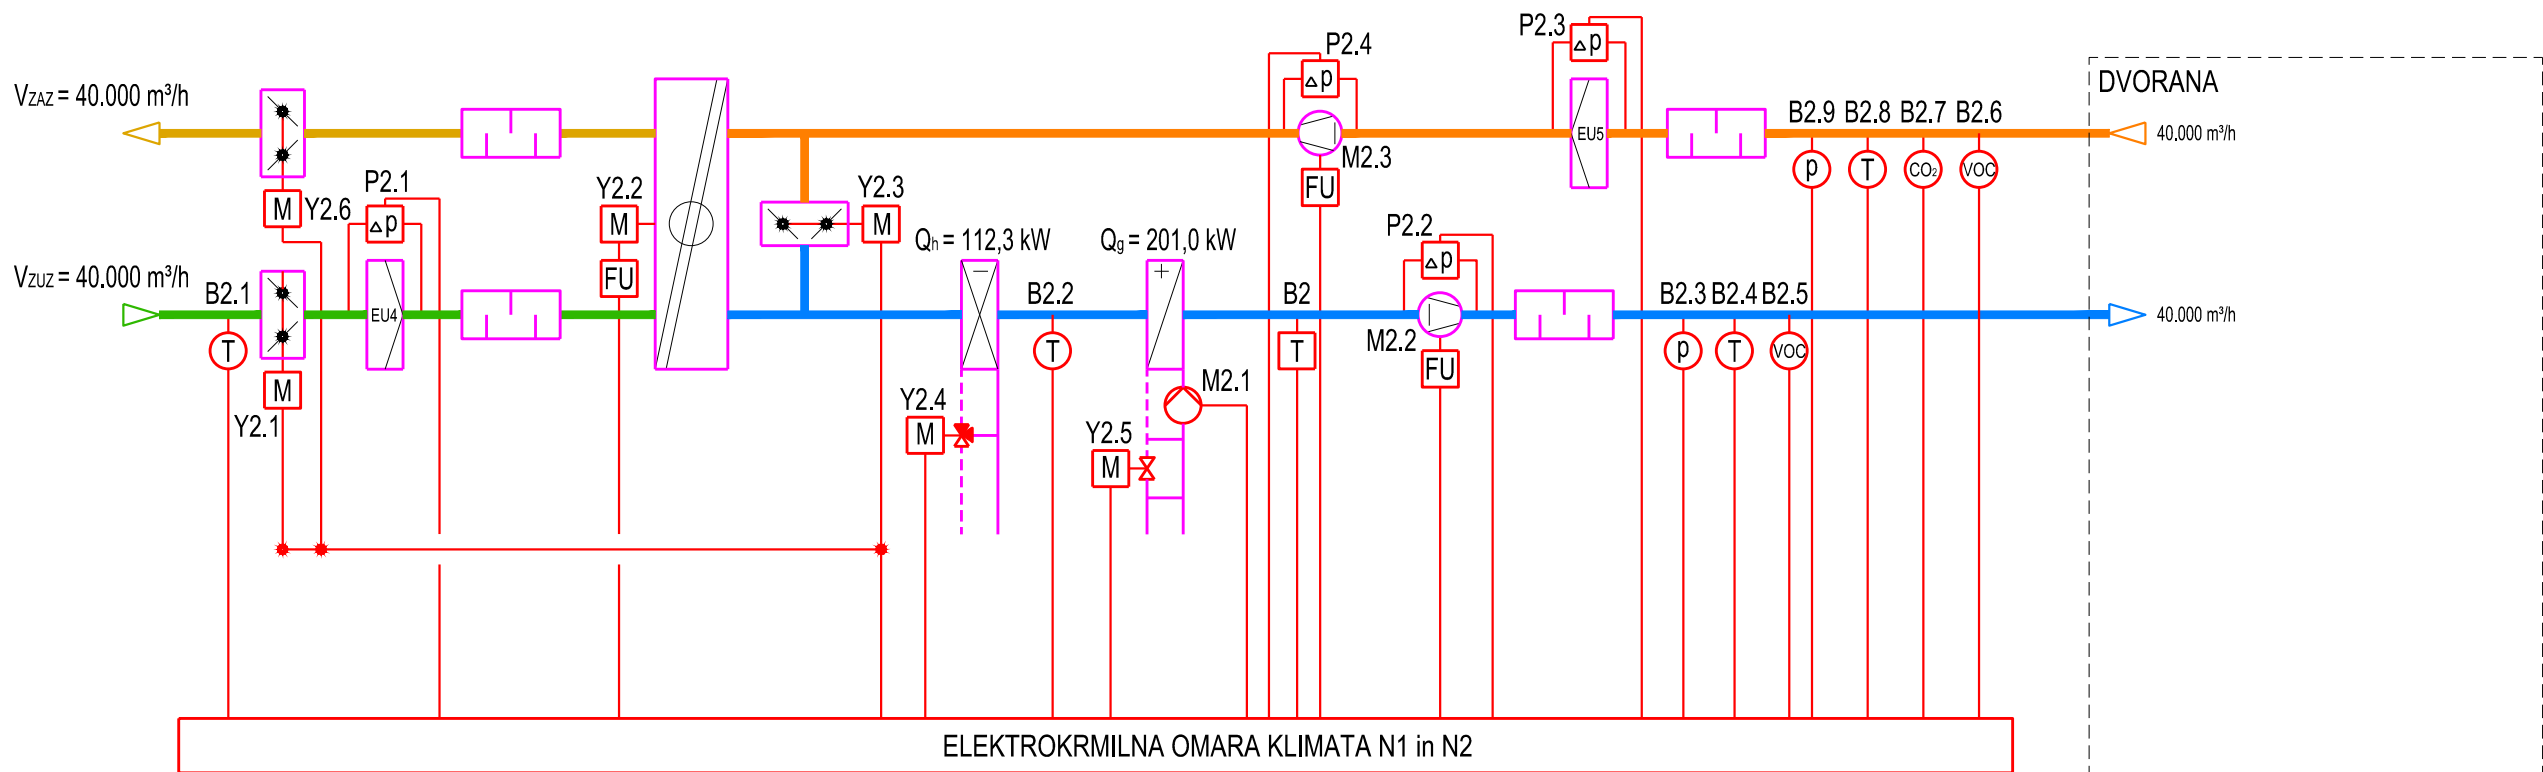 P2.3
P2.4
△p
△p
DVORANA
VZAZ = 40.000 m³/h
B2.9 B2.8 B2.7 B2.6
EU5
40.000 m³/h
M2.3
p
T
CO₂
VOC
P2.1
Y2.2
Y2.3
FU
M
Y2.6
△p
M
M
P2.2
Qh = 112,3 kW
Qg = 201,0 kW
△p
VZUZ = 40.000 m³/h
FU
B2.1
B2.2
B2
B2.3 B2.4 B2.5
EU4
40.000 m³/h
M2.2
T
T
T
p
T
VOC
FU
M
M2.1
Y2.4
Y2.1
M
Y2.5
M
ELEKTROKRMILNA OMARA KLIMATA N1 in N2